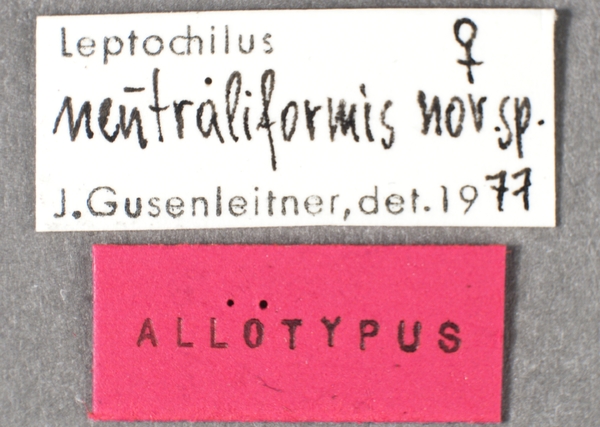 Leptochilus ♀
neutraliformis nov.sp.
J.Gusenleitner,det.1977
ALLOTYPUS